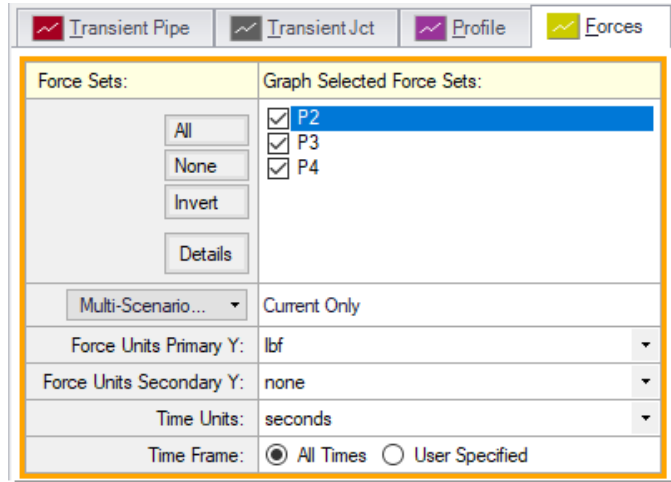 Transient Pipe Transient Jct Profile Forces
Force Sets: Graph Selected Force Sets:
All
None
Invert
Details
P2
P3
P4
Multi-Scenario... Current Only
Force Units Primary Y: lbf
Force Units Secondary Y: none
Time Units: seconds
Time Frame: All Times User Specified